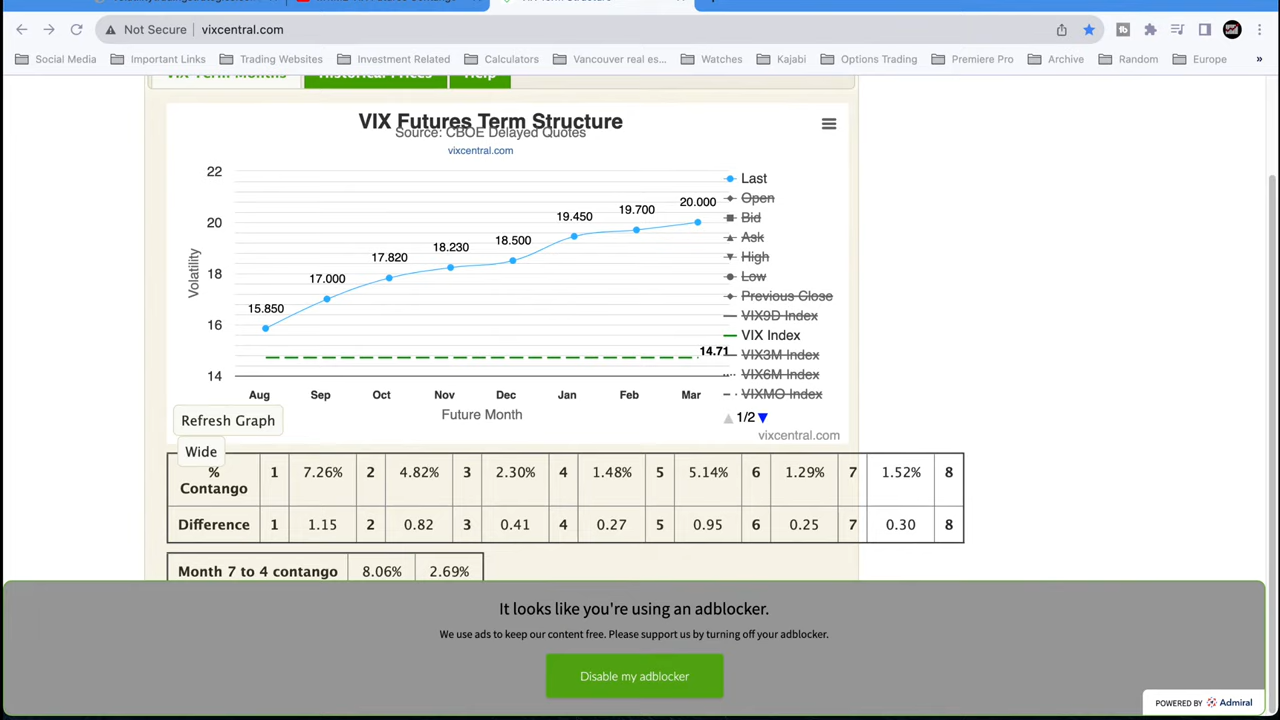 Not Secure | vixcentral.com
Social Media Important Links Trading Websites Investment Related Calculators Vancouver real es... Watches Kajabi Options Trading Premiere Pro Archive Random Europe »
VIX Term Months Historical Prices Help
VIX Futures Term Structure
Source: CBOE Delayed Quotes
vixcentral.com
Volatility
22
20
18
16
14
15.850
17.000
17.820
18.230
18.500
19.450
19.700
20.000
14.71
Aug Sep Oct Nov Dec Jan Feb Mar
Future Month
Last
Open
Bid
Ask
High
Low
Previous Close
VIX9D Index
VIX Index
VIX3M Index
VIX6M Index
VIXMO Index
1/2
vixcentral.com
Refresh Graph
Wide
% Contango 1 7.26% 2 4.82% 3 2.30% 4 1.48% 5 5.14% 6 1.29% 7 1.52% 8
Difference 1 1.15 2 0.82 3 0.41 4 0.27 5 0.95 6 0.25 7 0.30 8
Month 7 to 4 contango 8.06% 2.69%
It looks like you're using an adblocker.
We use ads to keep our content free. Please support us by turning off your adblocker.
Disable my adblocker
POWERED BY Admiral